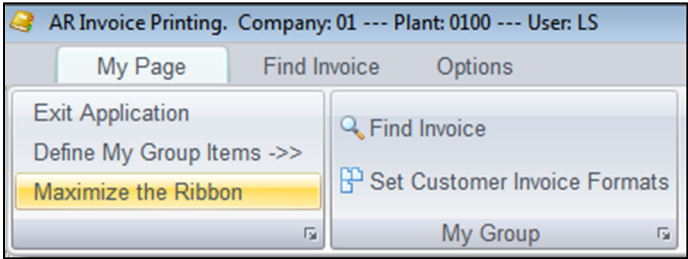 AR Invoice Printing.  Company: 01 --- Plant: 0100 --- User: LS
My Page Find Invoice Options
Exit Application
Define My Group Items ->>
Maximize the Ribbon
Find Invoice
Set Customer Invoice Formats
My Group